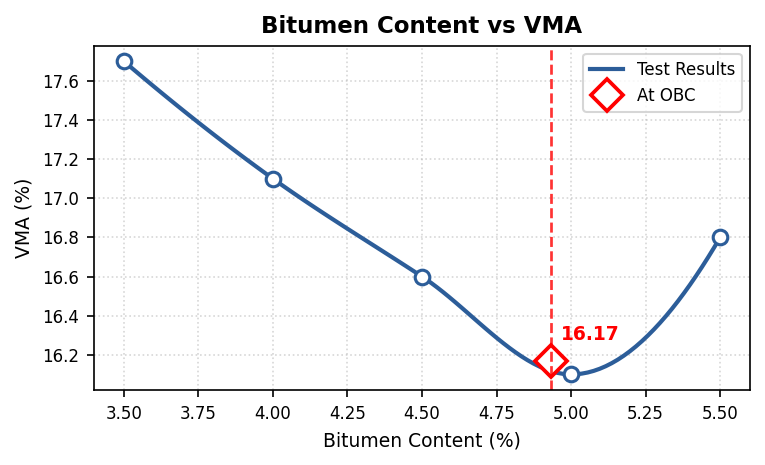 Bitumen Content vs VMA
Test Results
At OBC
17.6
17.4
17.2
17.0
16.8
16.6
16.4
16.2
VMA (%)
16.17
3.50 3.75 4.00 4.25 4.50 4.75 5.00 5.25 5.50
Bitumen Content (%)